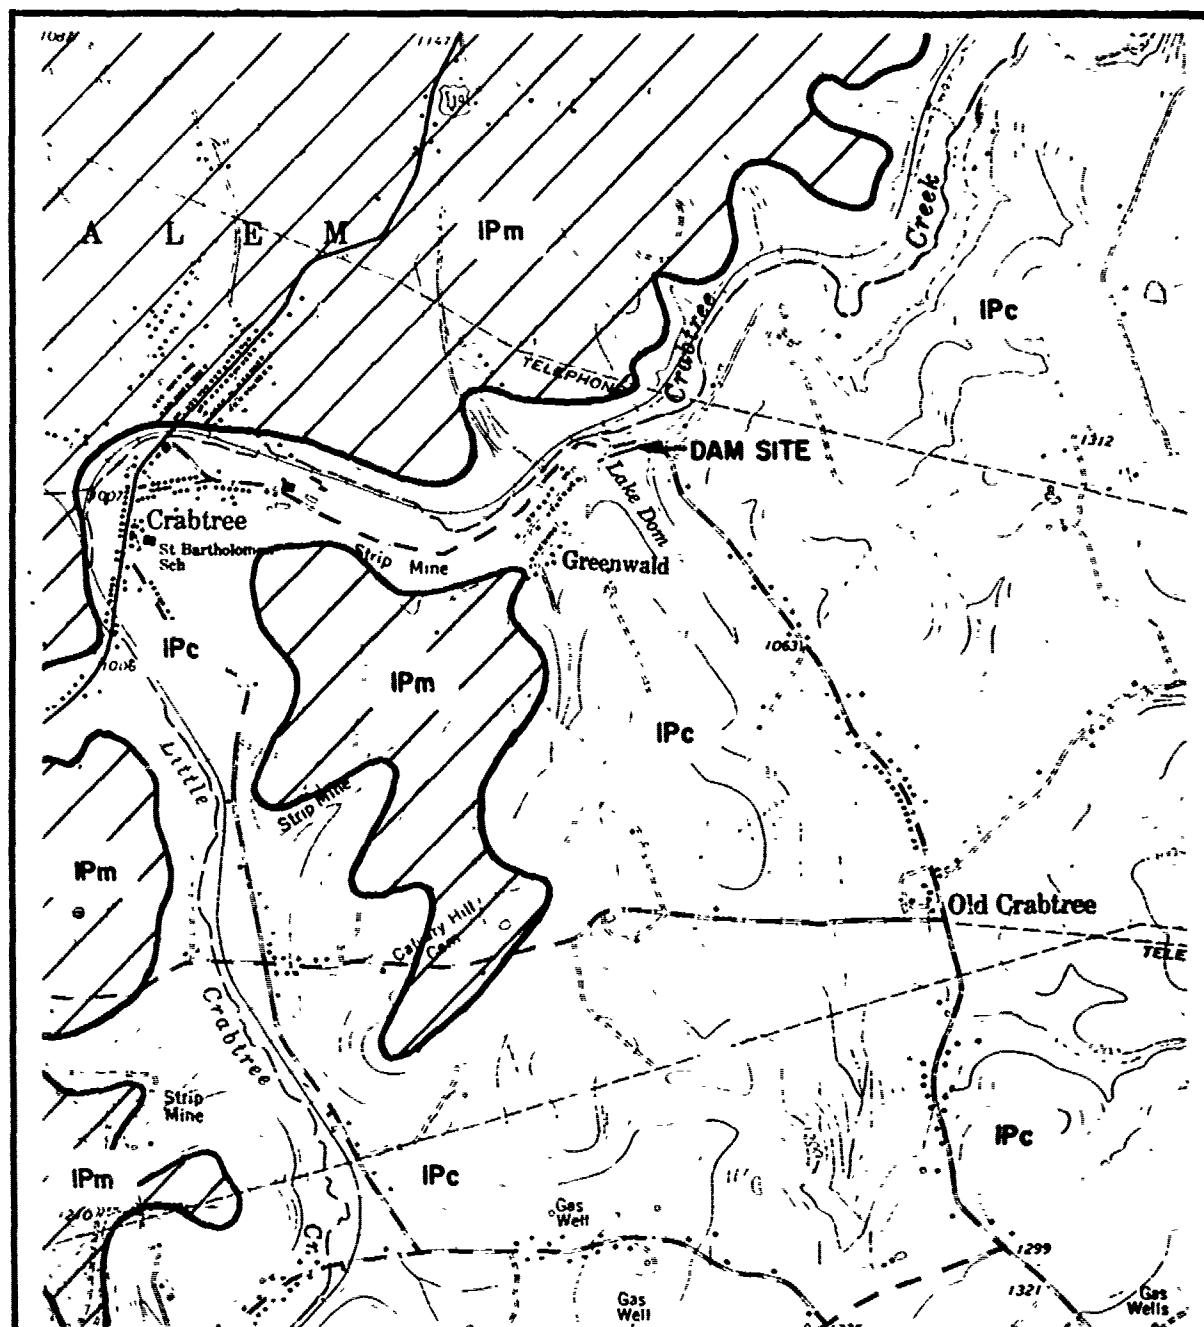 1147
119
A L E M
IPm
Creek
IPc
Crabtree
TELEPHONE
1312
DAM SITE
Lake Dom
Crabtree
St Bartholomew
Sch
Strip Mine
Greenwald
IPc
1063
IPm
IPc
Little
Strip Mine
IPm
Old Crabtree
Calvary Hill
Cem
TELE
Crabtree
Strip
Mine
IPc
IPm
IPc
Gas
Well
Cr
1299
1321
Gas
Well
Gas
Wells